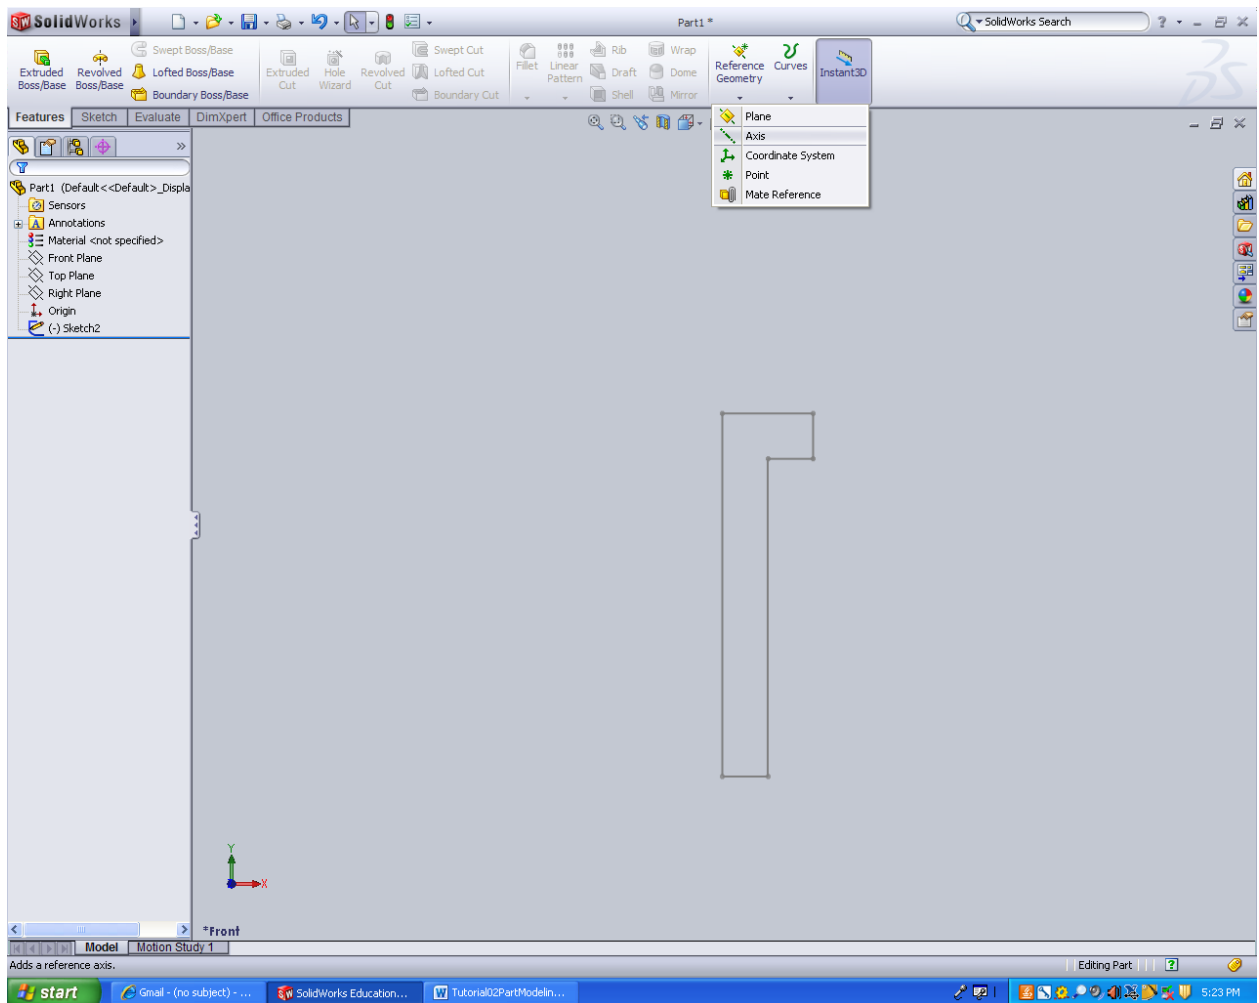 SolidWorks
Part1 *
SolidWorks Search
?
Extruded Boss/Base
Revolved Boss/Base
Swept Boss/Base
Lofted Boss/Base
Boundary Boss/Base
Extruded Cut
Hole Wizard
Revolved Cut
Swept Cut
Lofted Cut
Boundary Cut
Fillet
Linear Pattern
Rib
Draft
Shell
Wrap
Dome
Mirror
Reference Geometry
Curves
Instant3D
Features Sketch Evaluate DimXpert Office Products
Plane
Axis
Coordinate System
Point
Mate Reference
Part1 (Default<<Default>_Displa
Sensors
Annotations
Material <not specified>
Front Plane
Top Plane
Right Plane
Origin
(-) Sketch2
Y
X
*Front
Model Motion Study 1
Adds a reference axis.
Editing Part
?
start
Gmail - (no subject) - ...
SolidWorks Education...
Tutorial02PartModelin...
5:23 PM